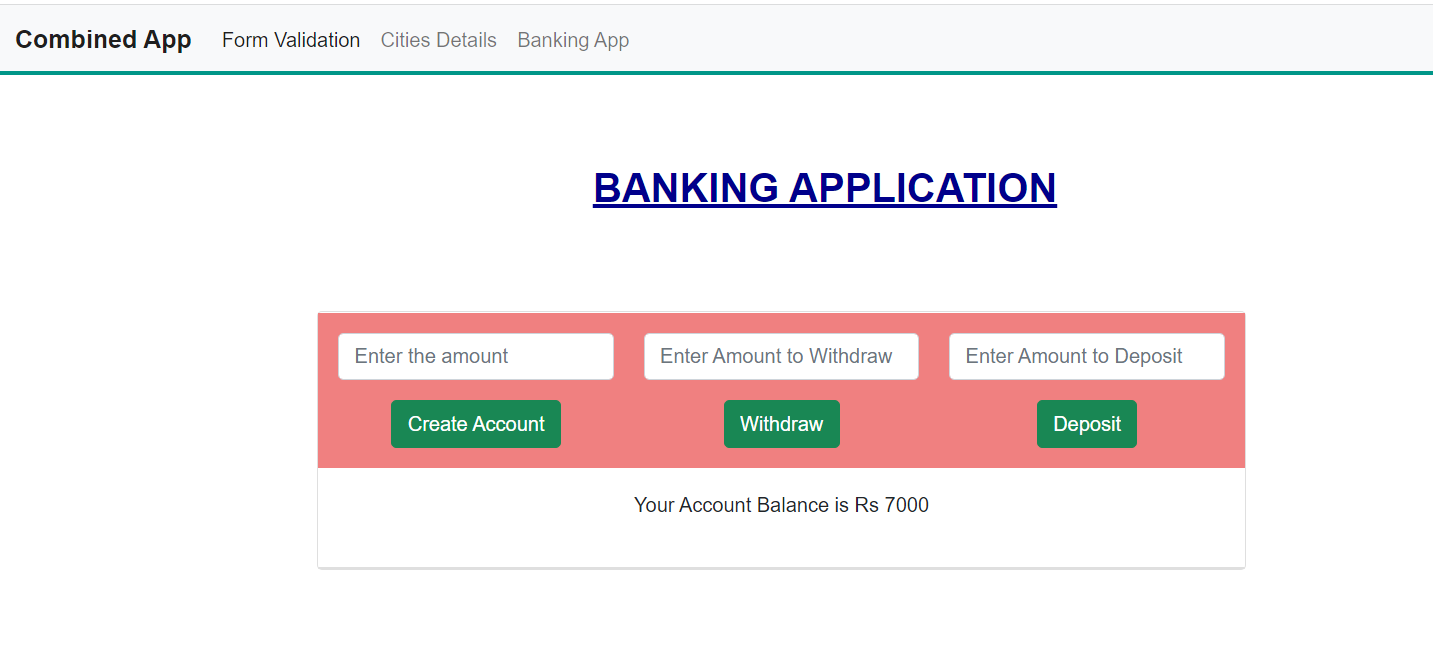 Combined App Form Validation Cities Details Banking App
BANKING APPLICATION
Enter the amount Enter Amount to Withdraw Enter Amount to Deposit
Create Account Withdraw Deposit
Your Account Balance is Rs 7000